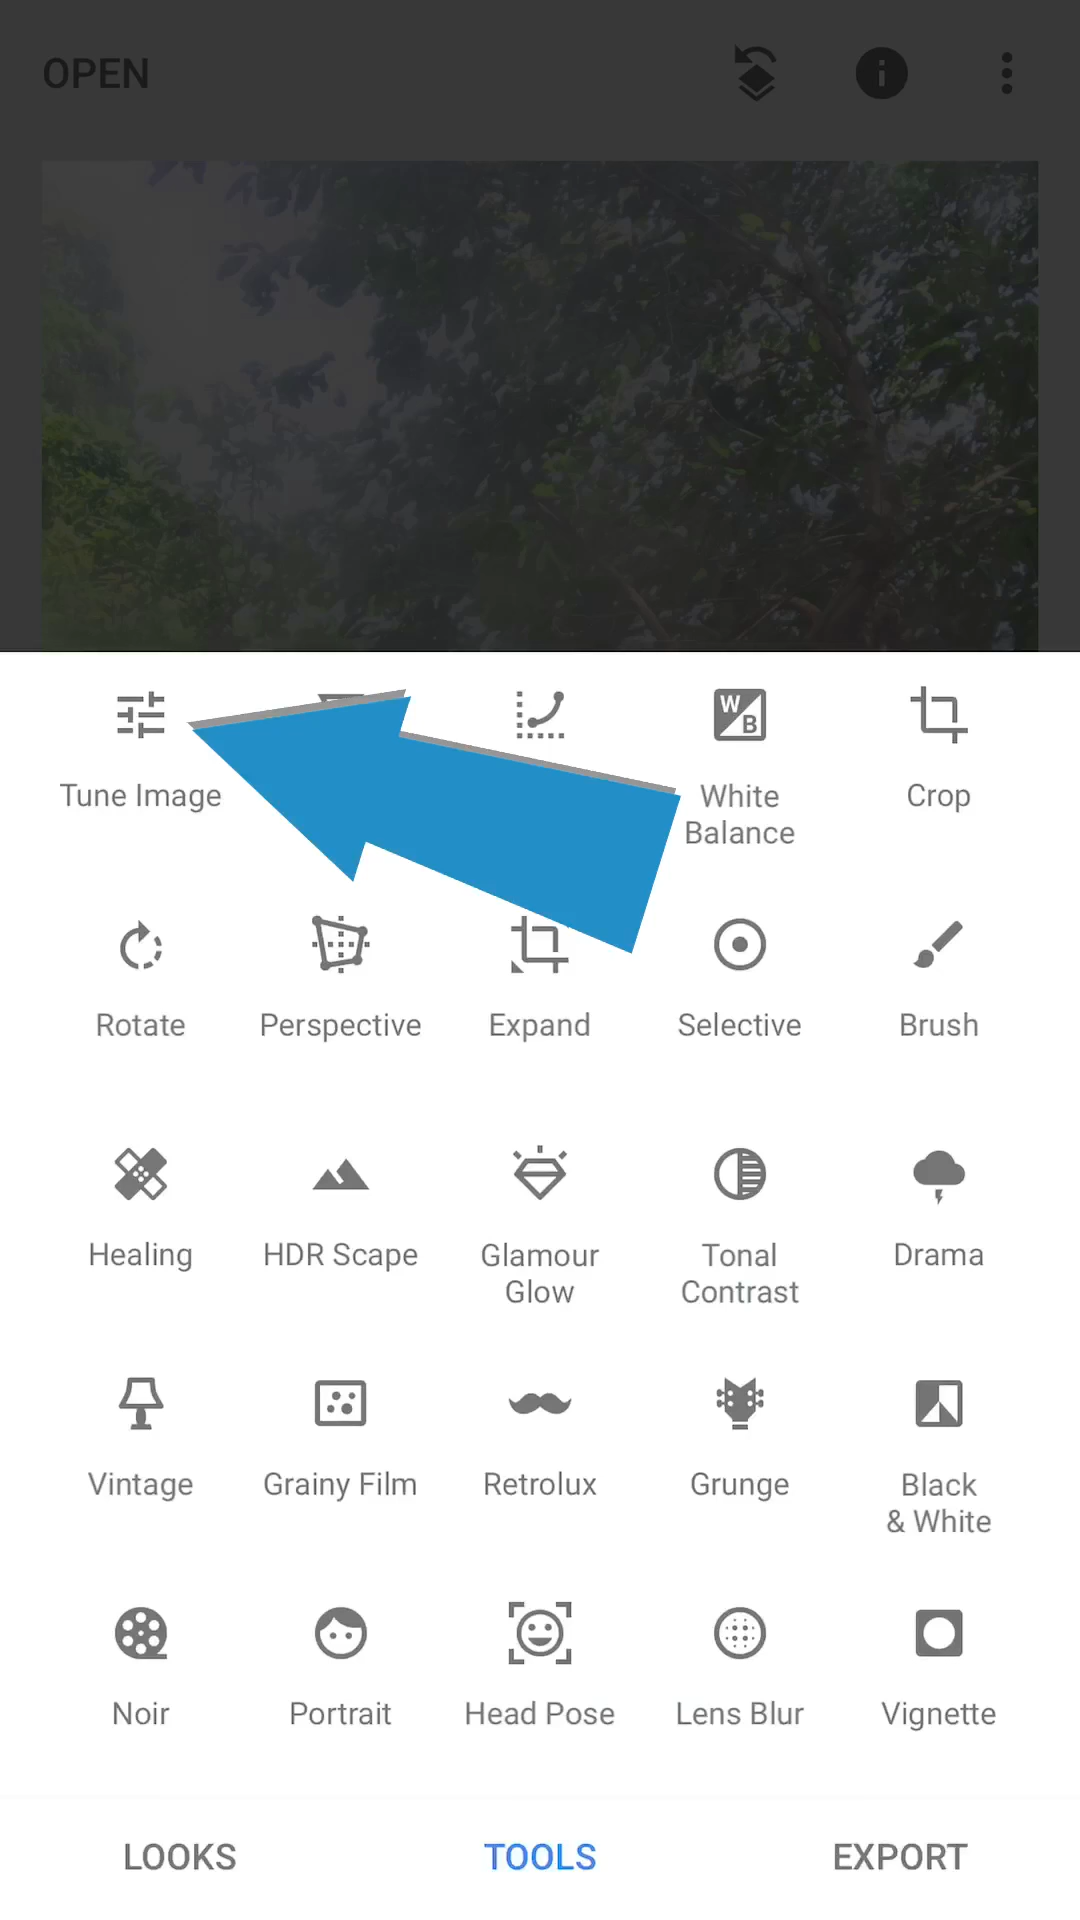 OPEN
Tune Image
White
Balance
Crop
Rotate
Perspective
Expand
Selective
Brush
Healing
HDR Scape
Glamour
Glow
Tonal
Contrast
Drama
Vintage
Grainy Film
Retrolux
Grunge
Black
& White
Noir
Portrait
Head Pose
Lens Blur
Vignette
LOOKS
TOOLS
EXPORT